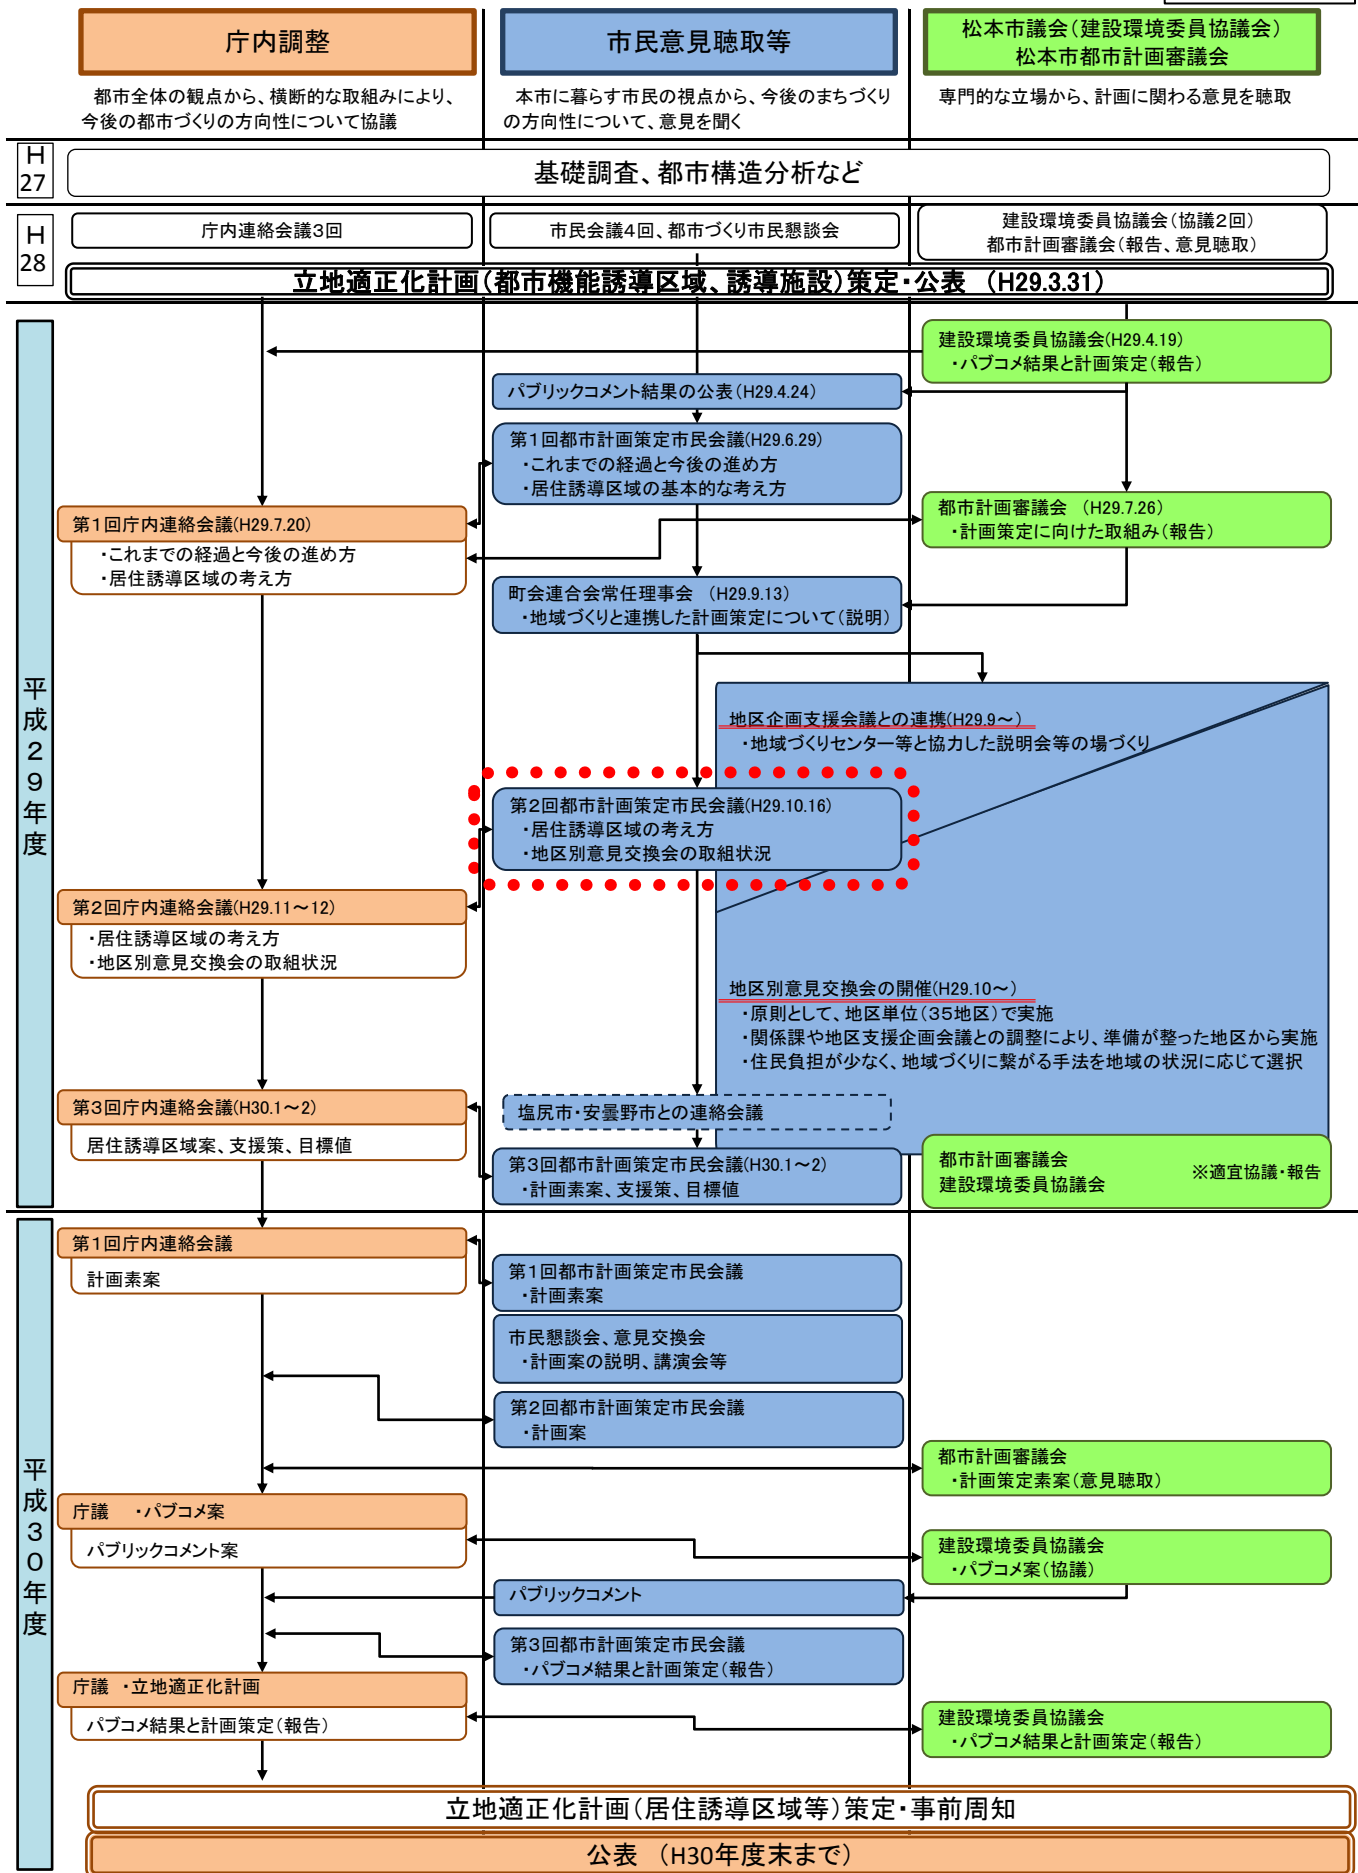 庁内調整
市民意見聴取等
松本市議会（建設環境委員協議会）
松本市都市計画審議会
都市全体の観点から、横断的な取組みにより、
今後の都市づくりの方向性について協議
本市に暮らす市民の視点から、今後のまちづくり
の方向性について、意見を聞く
専門的な立場から、計画に関わる意見を聴取
H
27
基礎調査、都市構造分析など
H
28
庁内連絡会議3回
市民会議4回、都市づくり市民懇談会
建設環境委員協議会（協議2回）
都市計画審議会（報告、意見聴取）
立地適正化計画（都市機能誘導区域、誘導施設）策定・公表　（H29.3.31）
平成29年度
建設環境委員協議会(H29.4.19)
・パブコメ結果と計画策定（報告）
パブリックコメント結果の公表（H29.4.24）
第1回都市計画策定市民会議(H29.6.29)
・これまでの経過と今後の進め方
・居住誘導区域の基本的な考え方
都市計画審議会　(H29.7.26)
・計画策定に向けた取組み（報告）
第1回庁内連絡会議(H29.7.20)
・これまでの経過と今後の進め方
・居住誘導区域の考え方
町会連合会常任理事会　(H29.9.13)
・地域づくりと連携した計画策定について（説明）
地区企画支援会議との連携(H29.9～)
・地域づくりセンター等と協力した説明会等の場づくり
第2回都市計画策定市民会議(H29.10.16)
・居住誘導区域の考え方
・地区別意見交換会の取組状況
第2回庁内連絡会議(H29.11～12)
・居住誘導区域の考え方
・地区別意見交換会の取組状況
地区別意見交換会の開催(H29.10～)
・原則として、地区単位（35地区）で実施
・関係課や地区支援企画会議との調整により、準備が整った地区から実施
・住民負担が少なく、地域づくりに繋がる手法を地域の状況に応じて選択
第3回庁内連絡会議(H30.1～2)
居住誘導区域案、支援策、目標値
塩尻市・安曇野市との連絡会議
第3回都市計画策定市民会議(H30.1～2)
・計画素案、支援策、目標値
都市計画審議会
建設環境委員協議会
※適宜協議・報告
平成30年度
第1回庁内連絡会議
計画素案
第1回都市計画策定市民会議
・計画素案
市民懇談会、意見交換会
・計画案の説明、講演会等
第2回都市計画策定市民会議
・計画案
都市計画審議会
・計画策定素案（意見聴取）
庁議　・パブコメ案
パブリックコメント案
建設環境委員協議会
・パブコメ案（協議）
パブリックコメント
第3回都市計画策定市民会議
・パブコメ結果と計画策定（報告）
庁議　・立地適正化計画
パブコメ結果と計画策定（報告）
建設環境委員協議会
・パブコメ結果と計画策定（報告）
立地適正化計画（居住誘導区域等）策定・事前周知
公表　（H30年度末まで）